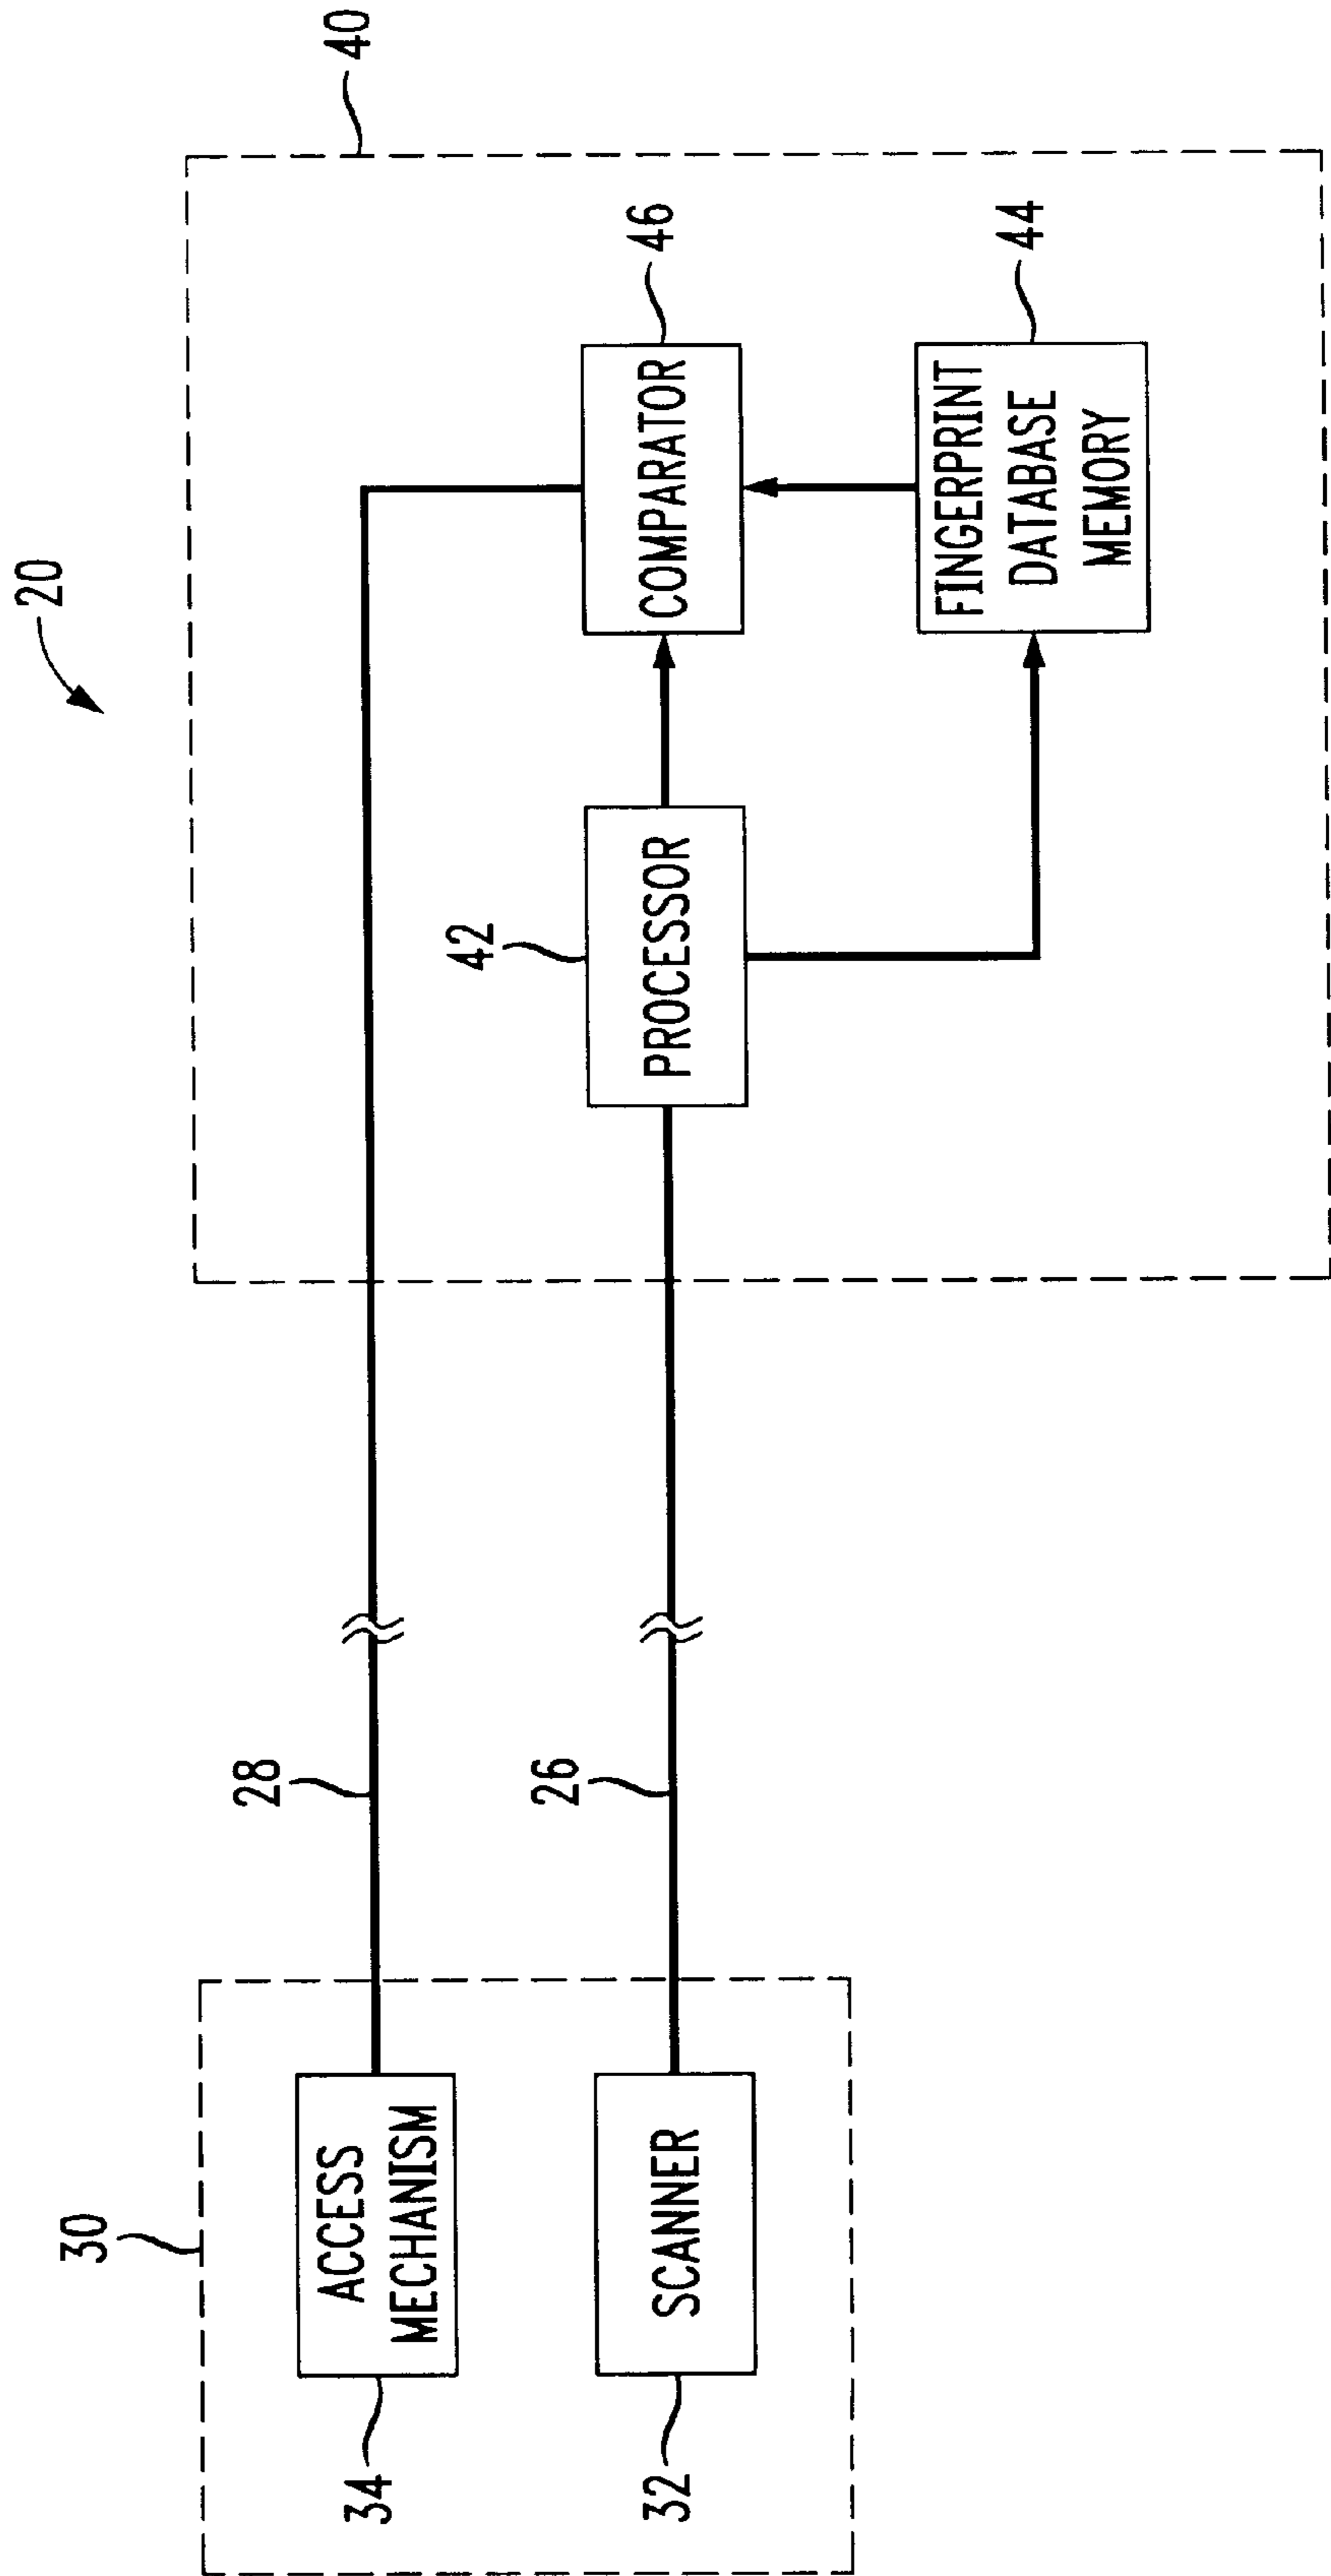 20
30
40
ACCESS
MECHANISM
34
28
SCANNER
32
26
42
PROCESSOR
COMPARATOR
46
FINGERPRINT
DATABASE
MEMORY
44